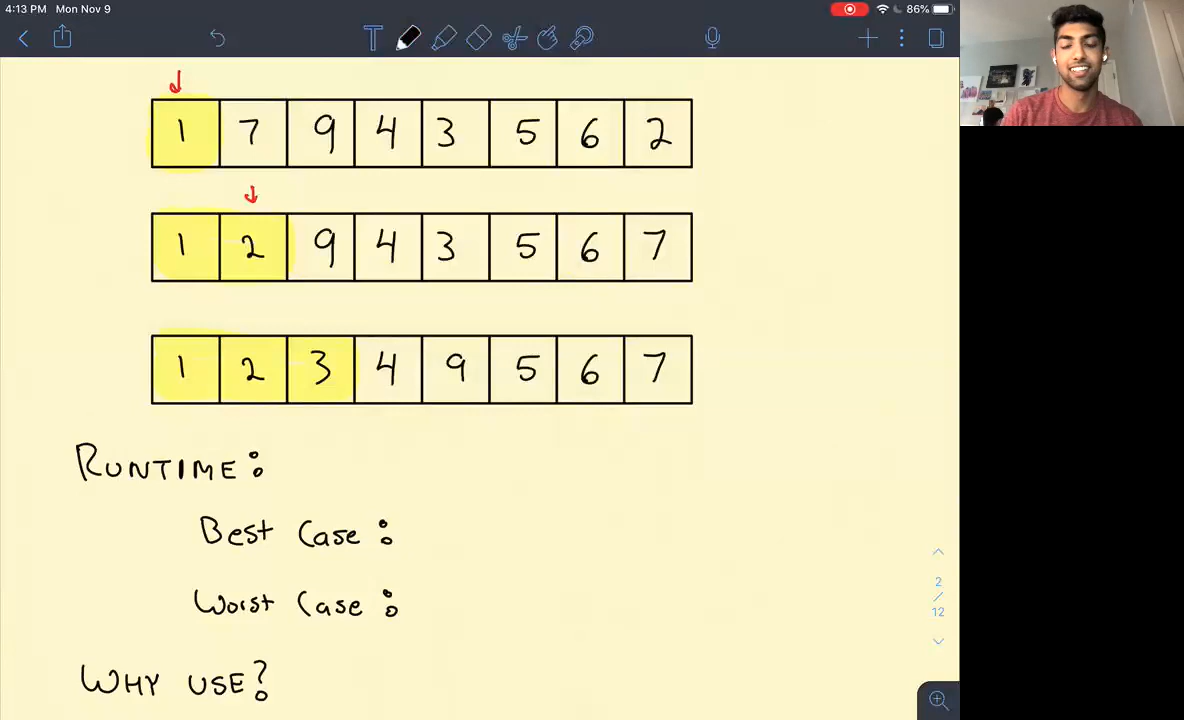 4:13 PM Mon Nov 9 86%
T
1 7 9 4 3 5 6 2
1 2 9 4 3 5 6 7
1 2 3 4 9 5 6 7
RUNTIME:
Best Case:
Worst Case:
2
/
12
WHY USE?